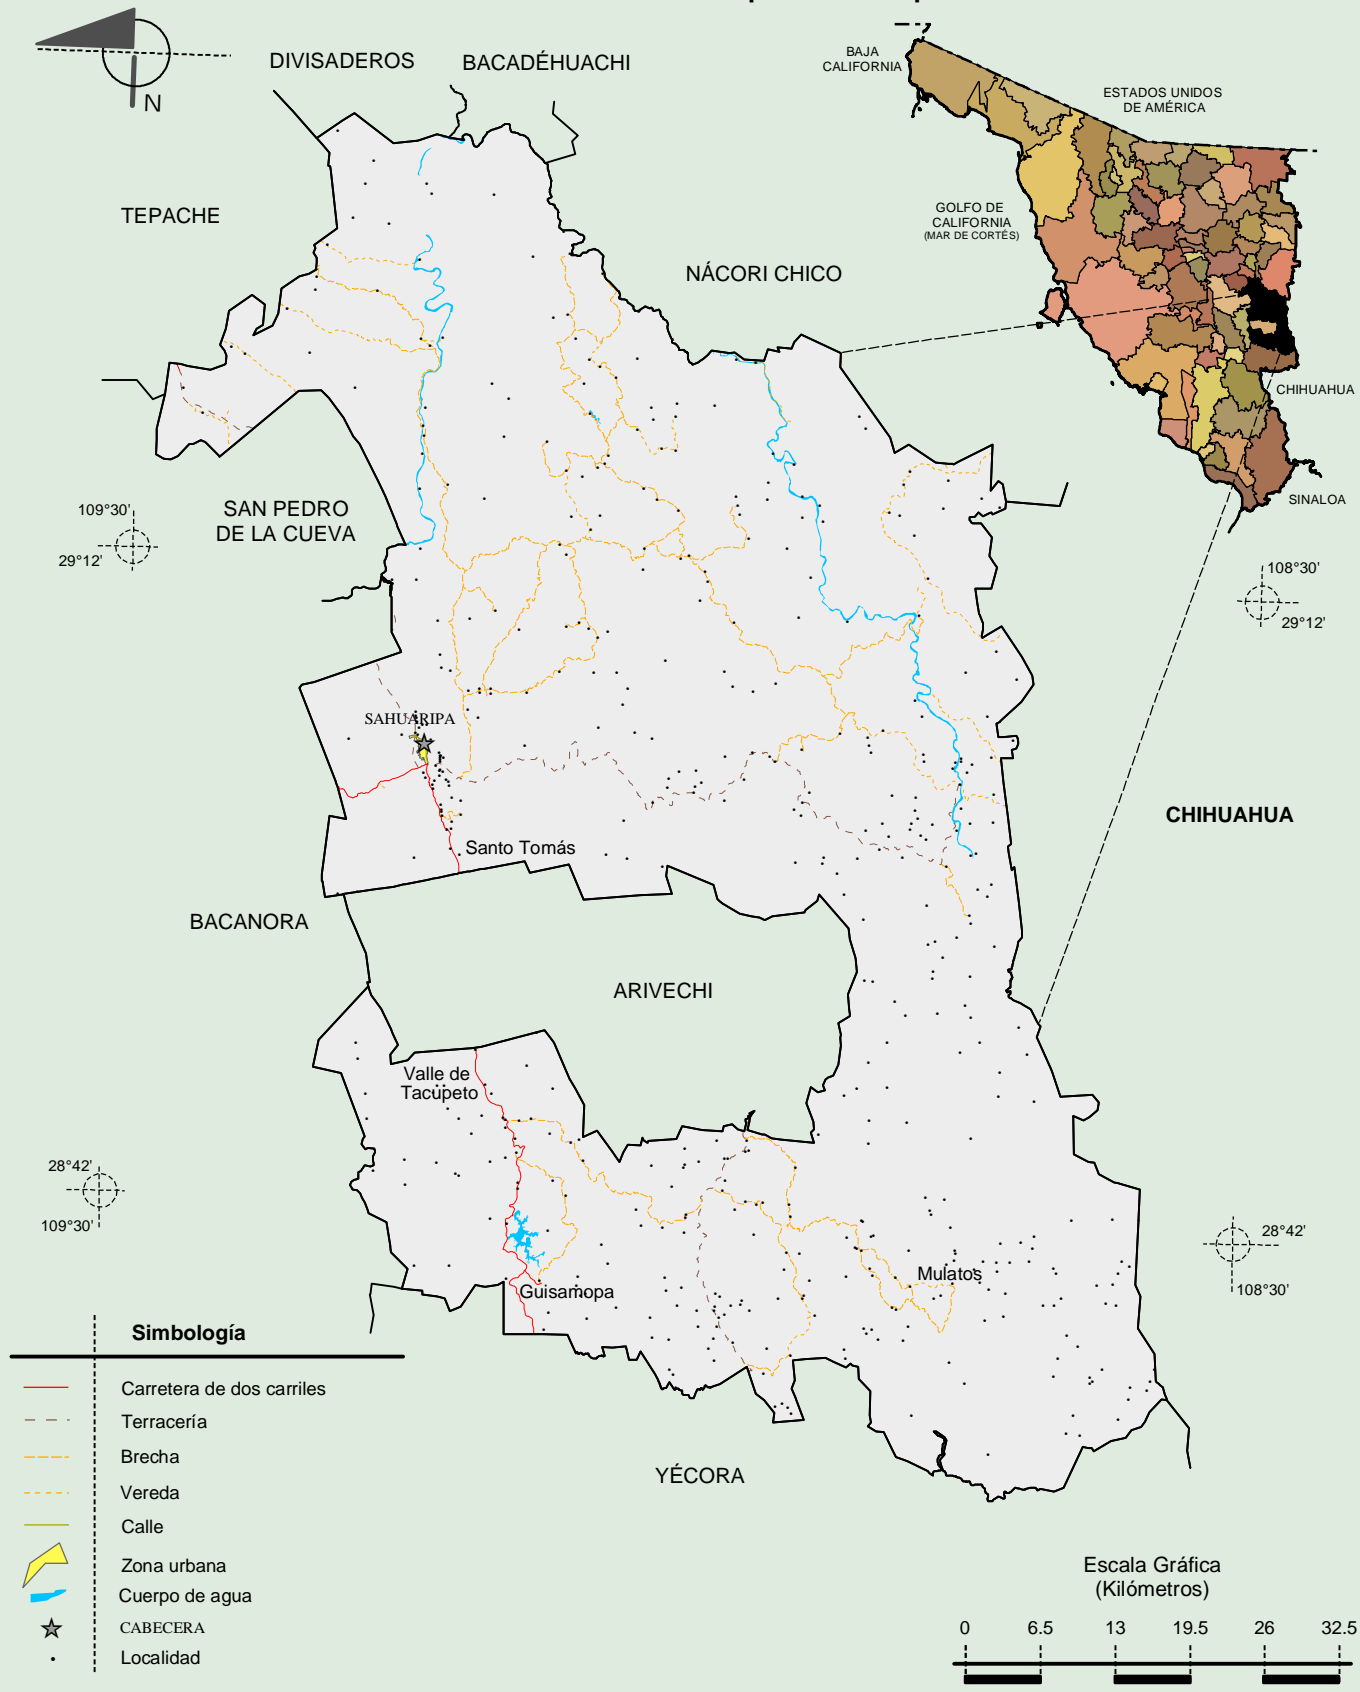 N
DIVISADEROS
BACADÉHUACHI
TEPACHE
NÁCORI CHICO
SAN PEDRO
DE LA CUEVA
BAJA
CALIFORNIA
ESTADOS UNIDOS
DE AMÉRICA
GOLFO DE
CALIFORNIA
(MAR DE CORTÉS)
CHIHUAHUA
SINALOA
109°30'
29°12'
108°30'
29°12'
SAHUARIPA
Santo Tomás
CHIHUAHUA
BACANORA
ARIVECHI
Valle de
Tacupeto
28°42'
109°30'
28°42'
108°30'
Mulatos
Guisamopa
YÉCORA
Simbología
Carretera de dos carriles
Terracería
Brecha
Vereda
Calle
Zona urbana
Cuerpo de agua
CABECERA
Localidad
Escala Gráfica
(Kilómetros)
0 6.5 13 19.5 26 32.5